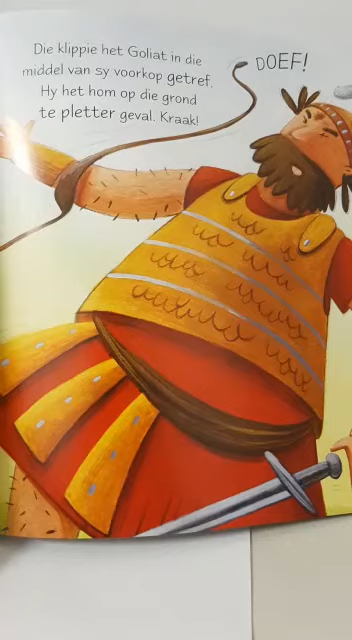 Die klippie het Goliat in die
middel van sy voorkop getref.
Hy het hom op die grond
te pletter geval. Kraak!
DOEF!